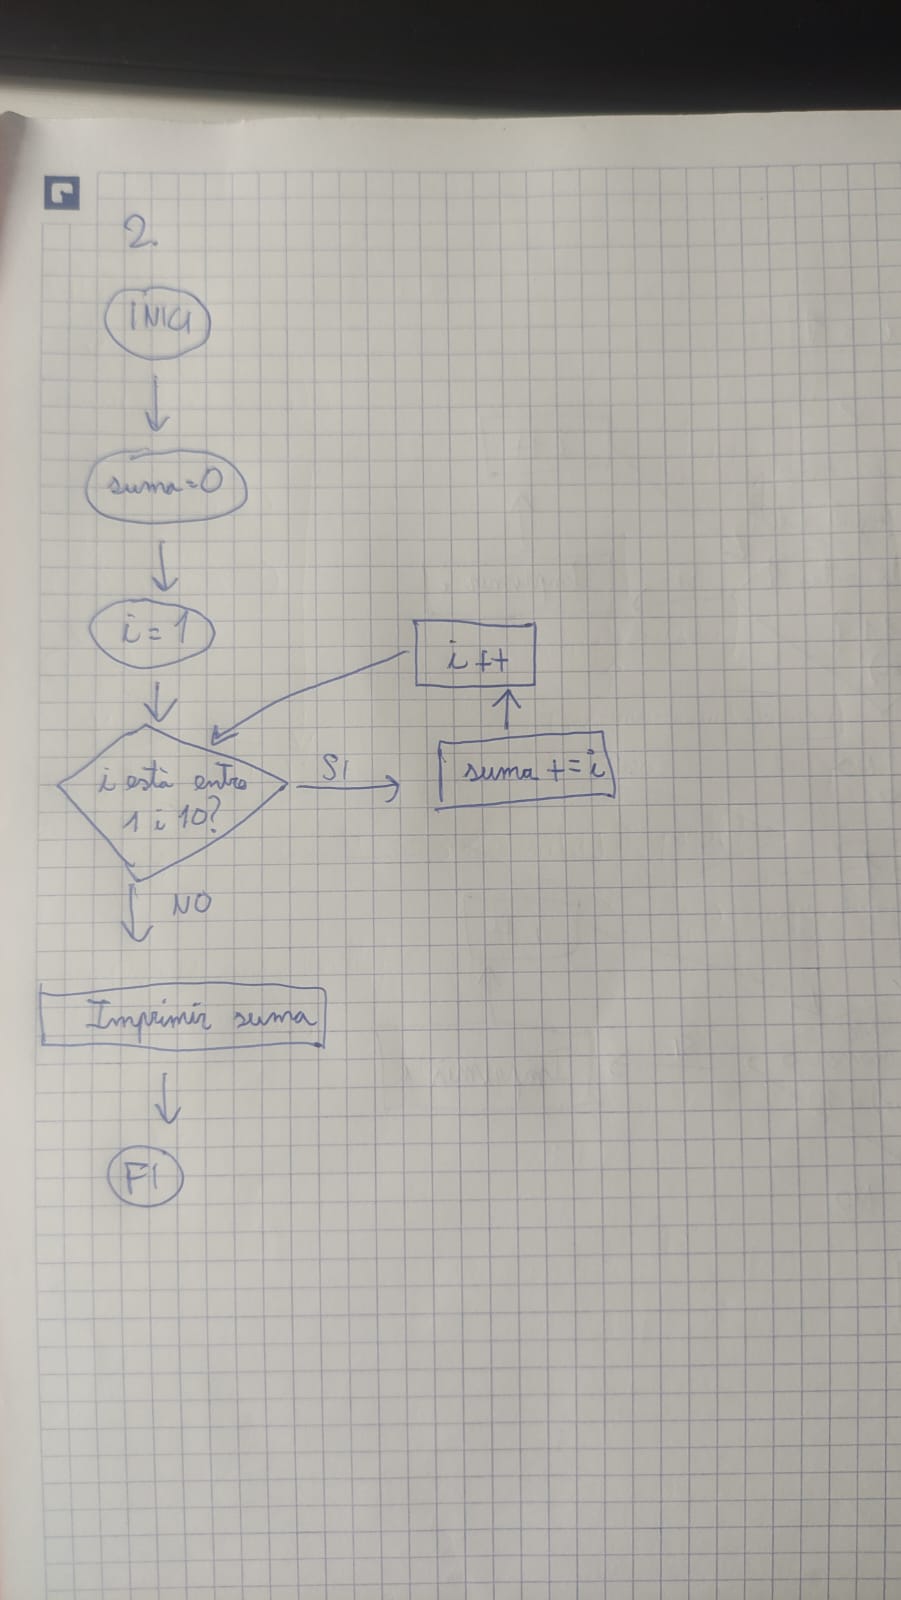 2.
INICI
suma=0
i=1
i++
i està entre
1 i 10?
SI
suma += i
NO
Imprimir suma
FI